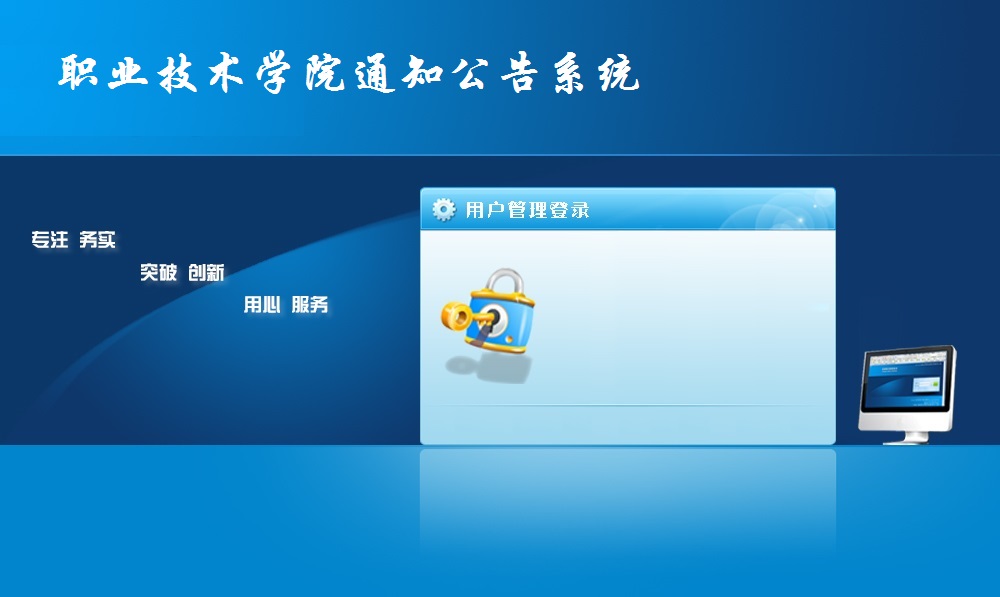 职业技术学院通知公告系统
用户管理登录
专注 务实
突破 创新
用心 服务